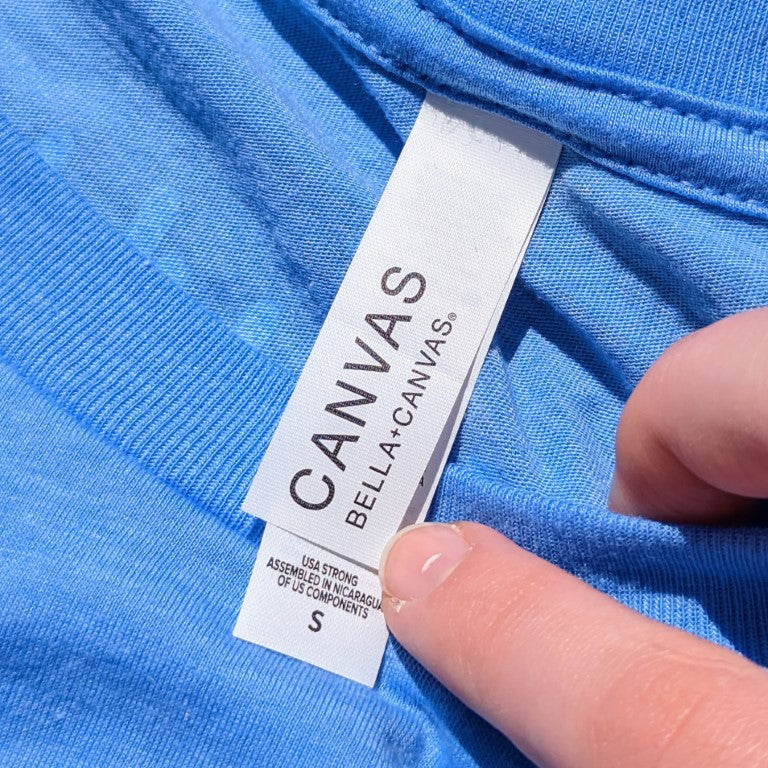 CANVAS
BELLA+CANVAS®
USA STRONG
ASSEMBLED IN NICARAGUA
OF US COMPONENTS
S